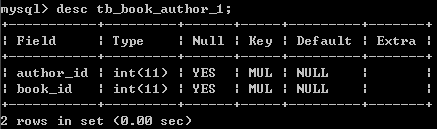 mysql> desc tb_book_author_1;
+-----------+---------+------+-----+---------+-------+
| Field     | Type    | Null | Key | Default | Extra |
+-----------+---------+------+-----+---------+-------+
| author_id | int(11) | YES  | MUL | NULL    |       |
| book_id   | int(11) | YES  | MUL | NULL    |       |
+-----------+---------+------+-----+---------+-------+
2 rows in set (0.00 sec)